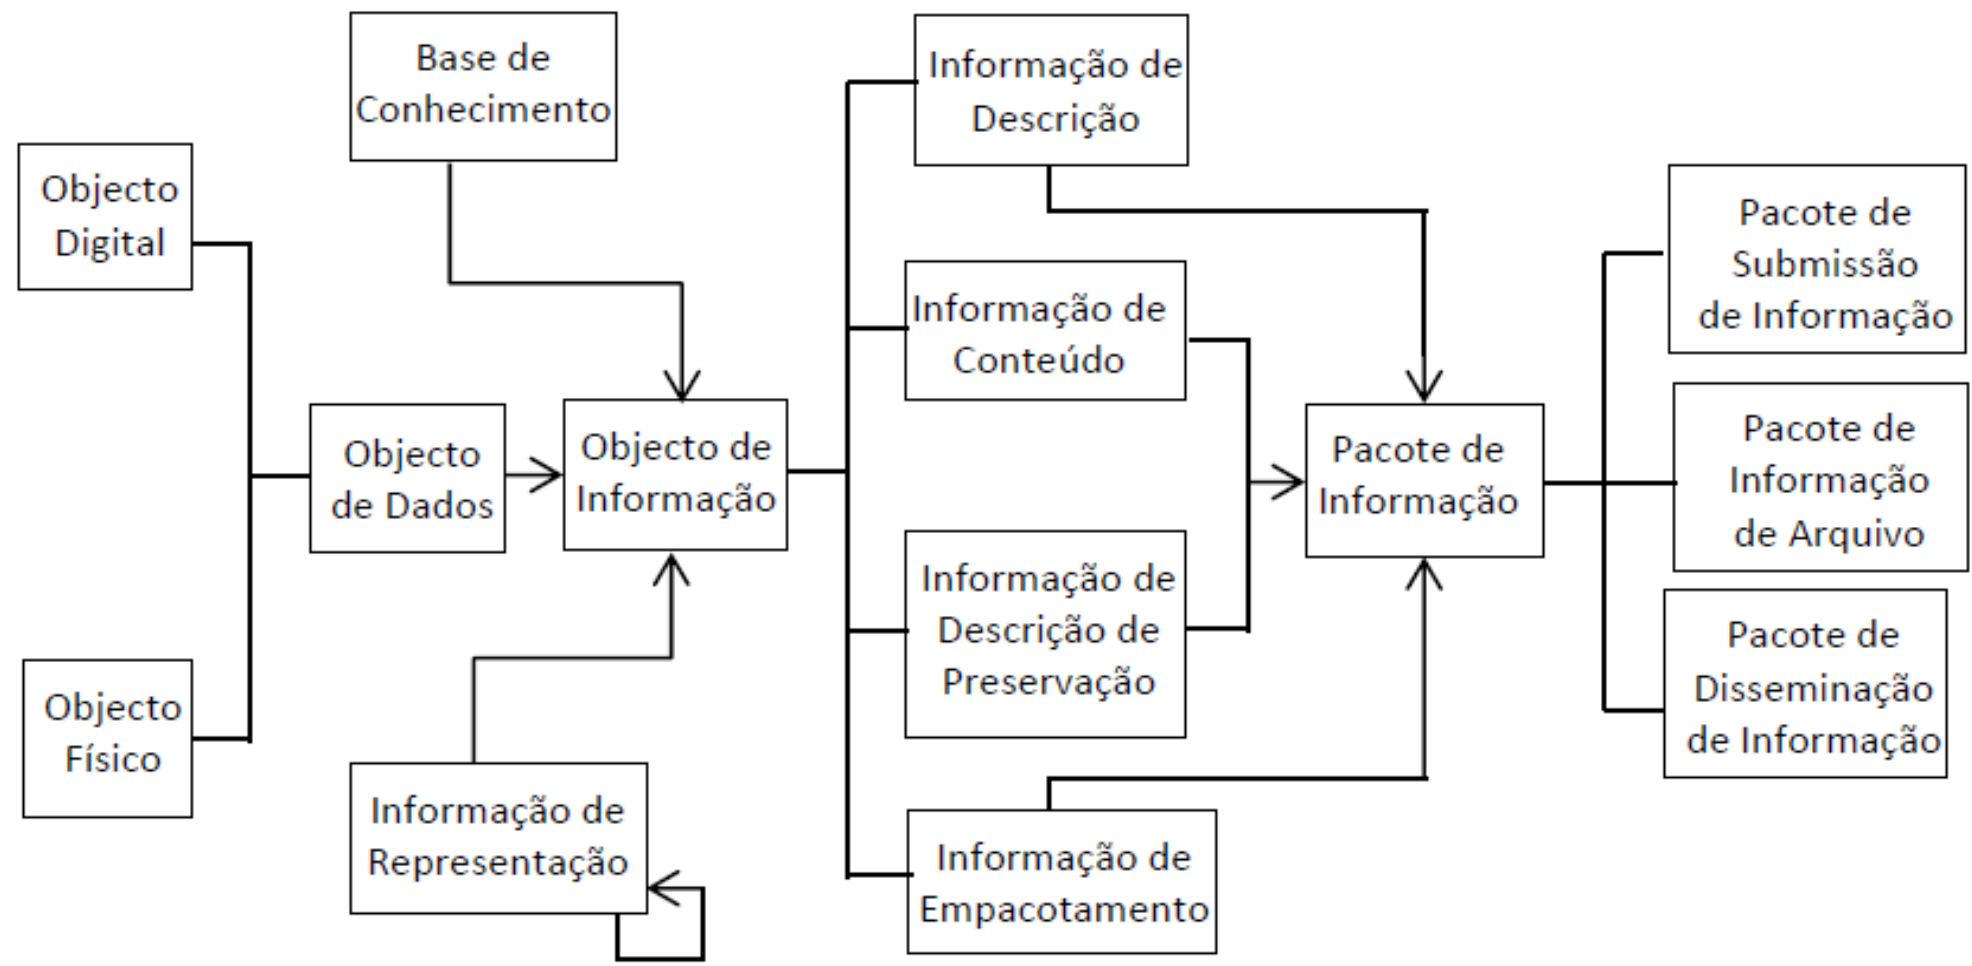 Base de
Conhecimento
Objecto
Digital
Objecto
de Dados
Objecto
Físico
Objecto de
Informação
Informação de
Representação
Informação de
Descrição
Informação de
Conteúdo
Informação de
Descrição de
Preservação
Informação de
Empacotamento
Pacote de
Informação
Pacote de
Submissão
de Informação
Pacote de
Informação
de Arquivo
Pacote de
Disseminação
de Informação